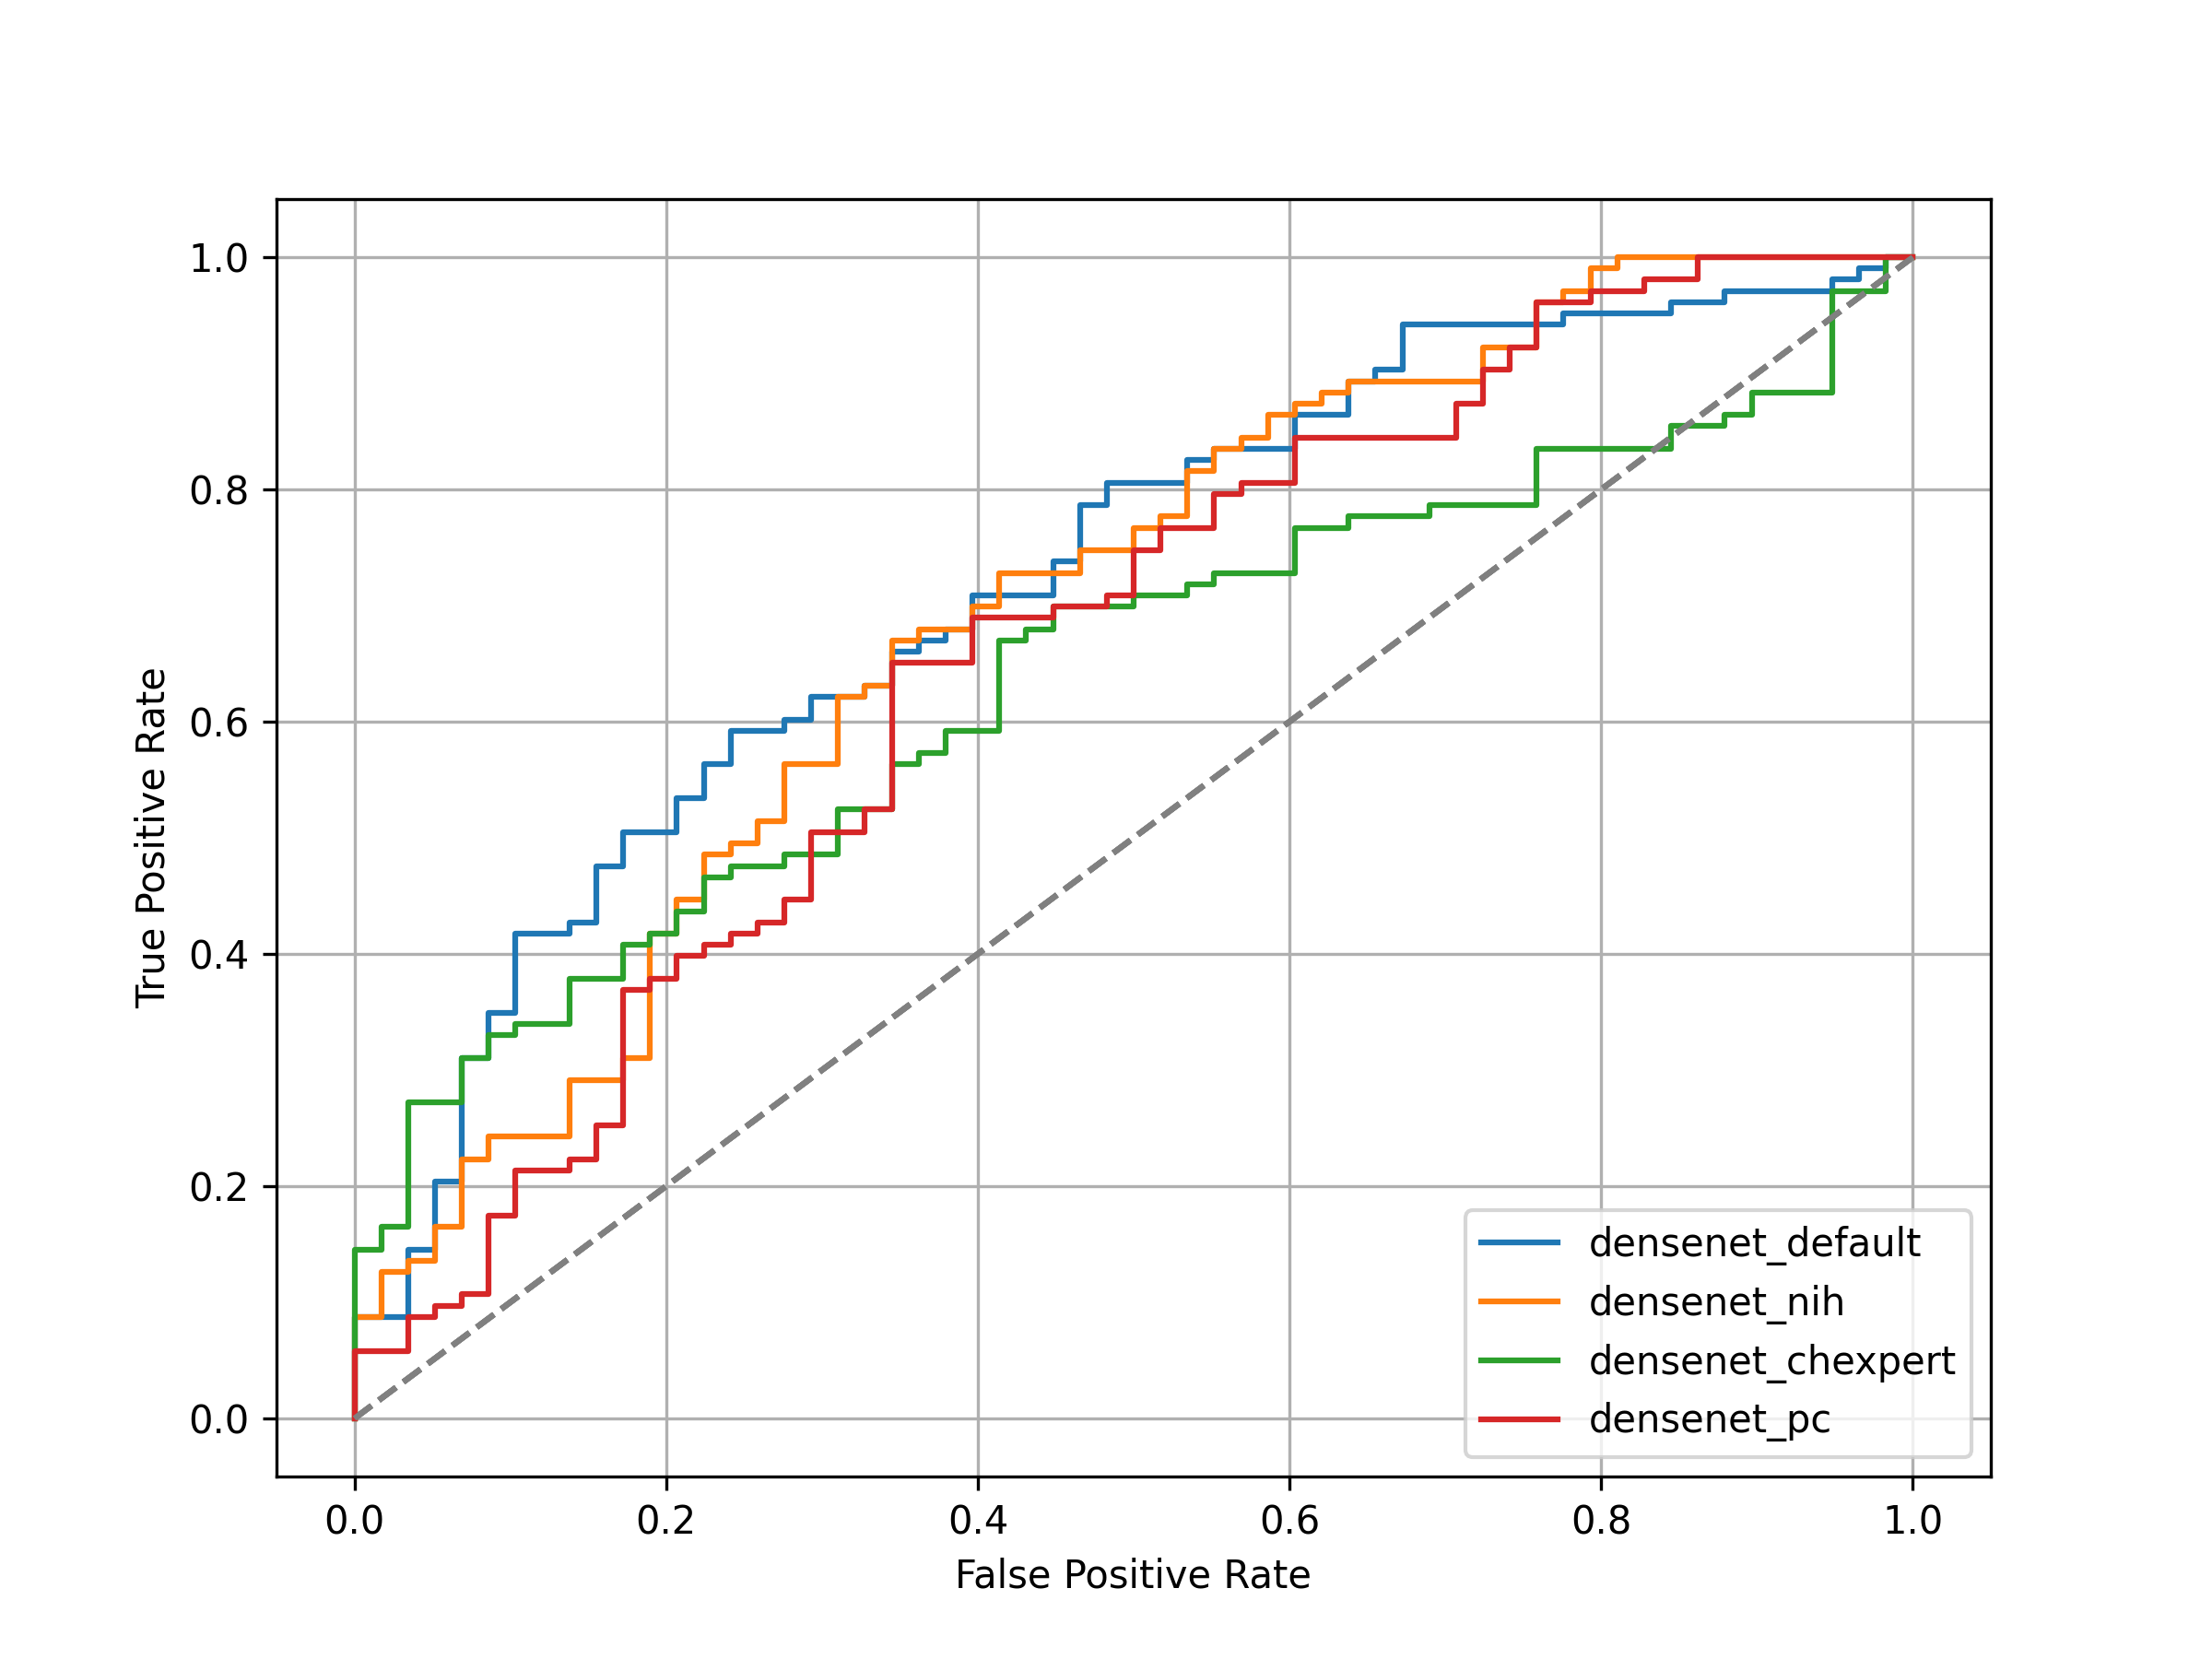 1.0
0.8
0.6
0.4
0.2
0.0
True Positive Rate
0.0 0.2 0.4 0.6 0.8 1.0
False Positive Rate
densenet_default
densenet_nih
densenet_chexpert
densenet_pc